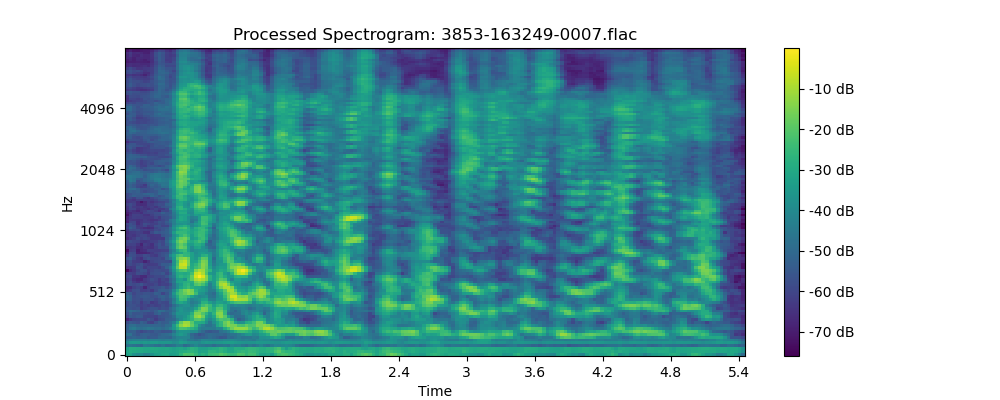 Processed Spectrogram: 3853-163249-0007.flac
4096
2048
1024
512
0
Hz
0 0.6 1.2 1.8 2.4 3 3.6 4.2 4.8 5.4
Time
-10 dB
-20 dB
-30 dB
-40 dB
-50 dB
-60 dB
-70 dB